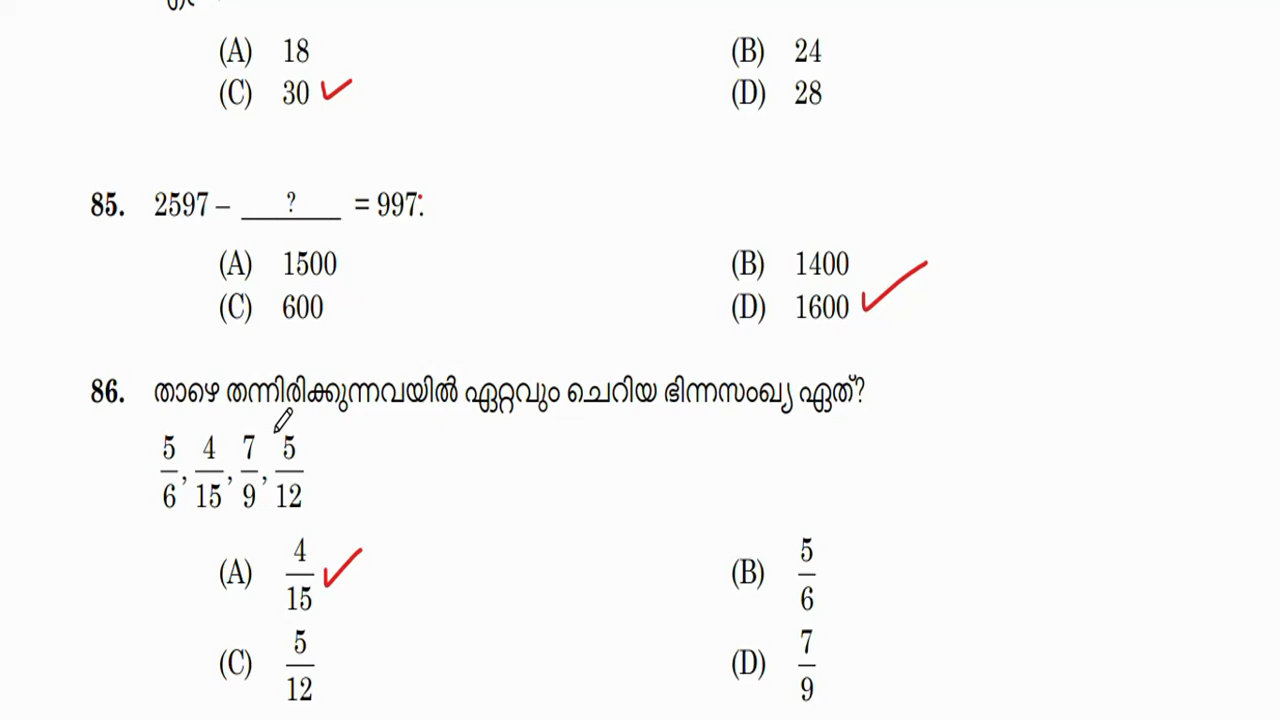 (A) 18 (B) 24
(C) 30 (D) 28
85. 2597 – ? = 997:
(A) 1500 (B) 1400
(C) 600 (D) 1600
86. താഴെ തന്നിരിക്കുന്നവയിൽ ഏറ്റവും ചെറിയ ഭിന്നസംഖ്യ ഏത്?
5/6, 4/15, 7/9, 5/12
(A) 4/15 (B) 5/6
(C) 5/12 (D) 7/9